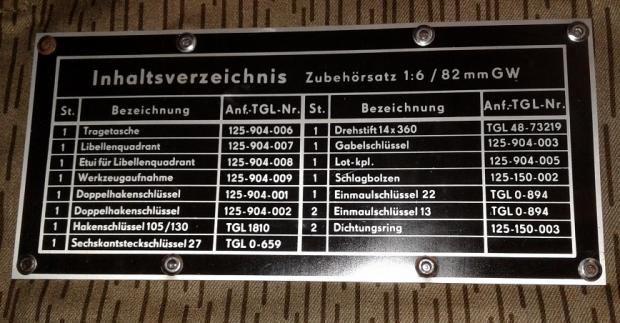 Inhaltsverzeichnis Zubehörsatz 1:6 / 82 mm GW
St. Bezeichnung Anf.-TGL-Nr. St. Bezeichnung Anf.-TGL-Nr.
1 Tragetasche 125-904-006 1 Drehstift 14 x 360 TGL 48-73219
1 Libellenquadrant 125-904-007 1 Gabelschlüssel 125-904-003
1 Etui für Libellenquadrant 125-904-008 1 Lot-kpl. 125-904-005
1 Werkzeugaufnahme 125-904-009 1 Schlagbolzen 125-150-002
1 Doppelhakenschlüssel 125-904-001 1 Einmaulschlüssel 22 TGL 0-894
1 Doppelhakenschlüssel 125-904-002 2 Einmaulschlüssel 13 TGL 0-894
1 Hakenschlüssel 105/130 TGL 1810 2 Dichtungsring 125-150-003
1 Sechskantsteckschlüssel 27 TGL 0-659